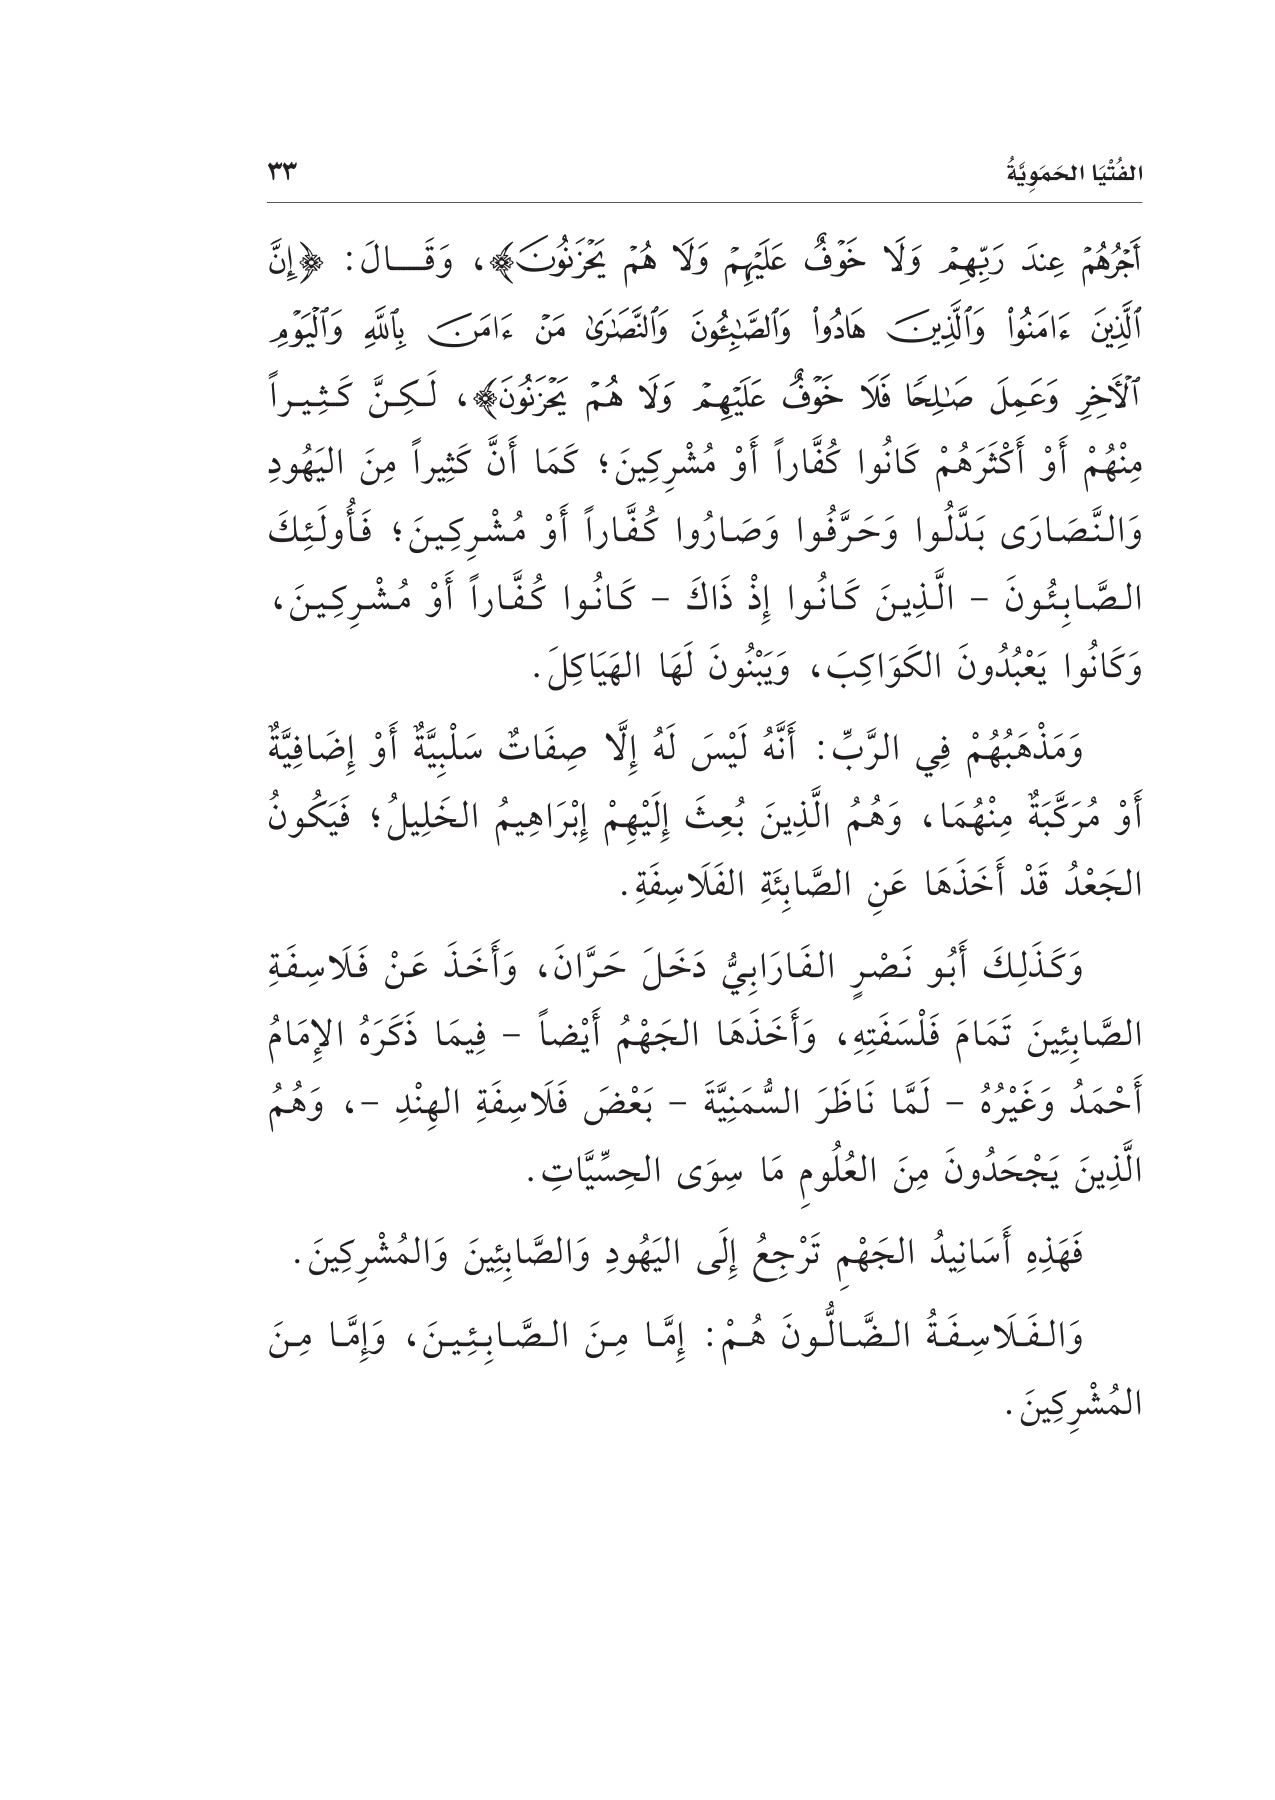 الفُتْيَا الحَمَوِيَّةُ ٣٣
أَجْرُهُمْ عِندَ رَبِّهِمْ وَلَا خَوْفٌ عَلَيْهِمْ وَلَا هُمْ يَحْزَنُونَ﴾، وَقَـــالَ: ﴿إِنَّ
ٱلَّذِينَ ءَامَنُوا۟ وَٱلَّذِينَ هَادُوا۟ وَٱلصَّـٰبِـُٔونَ وَٱلنَّصَـٰرَىٰ مَنْ ءَامَنَ بِٱللَّهِ وَٱلْيَوْمِ
ٱلْـَٔاخِرِ وَعَمِلَ صَـٰلِحًا فَلَا خَوْفٌ عَلَيْهِمْ وَلَا هُمْ يَحْزَنُونَ﴾، لَكِنَّ كَثِيراً
مِنْهُمْ أَوْ أَكْثَرَهُمْ كَانُوا كُفَّاراً أَوْ مُشْرِكِينَ؛ كَمَا أَنَّ كَثِيراً مِنَ اليَهُودِ
وَالنَّصَارَى بَدَّلُوا وَحَرَّفُوا وَصَارُوا كُفَّاراً أَوْ مُشْرِكِينَ؛ فَأُولَئِكَ
الصَّابِئُونَ – الَّذِينَ كَانُوا إِذْ ذَاكَ – كَانُوا كُفَّاراً أَوْ مُشْرِكِينَ،
وَكَانُوا يَعْبُدُونَ الكَوَاكِبَ، وَيَبْنُونَ لَهَا الهَيَاكِلَ.
وَمَذْهَبُهُمْ فِي الرَّبِّ: أَنَّهُ لَيْسَ لَهُ إِلَّا صِفَاتٌ سَلْبِيَّةٌ أَوْ إِضَافِيَّةٌ
أَوْ مُرَكَّبَةٌ مِنْهُمَا، وَهُمُ الَّذِينَ بُعِثَ إِلَيْهِمْ إِبْرَاهِيمُ الخَلِيلُ؛ فَيَكُونُ
الجَعْدُ قَدْ أَخَذَهَا عَنِ الصَّابِئَةِ الفَلَاسِفَةِ.
وَكَذَلِكَ أَبُو نَصْرٍ الفَارَابِيُّ دَخَلَ حَرَّانَ، وَأَخَذَ عَنْ فَلَاسِفَةِ
الصَّابِئِينَ تَمَامَ فَلْسَفَتِهِ، وَأَخَذَهَا الجَهْمُ أَيْضاً – فِيمَا ذَكَرَهُ الإِمَامُ
أَحْمَدُ وَغَيْرُهُ – لَمَّا نَاظَرَ السُّمَنِيَّةَ – بَعْضَ فَلَاسِفَةِ الهِنْدِ –، وَهُمُ
الَّذِينَ يَجْحَدُونَ مِنَ العُلُومِ مَا سِوَى الحِسِّيَّاتِ.
فَهَذِهِ أَسَانِيدُ الجَهْمِ تَرْجِعُ إِلَى اليَهُودِ وَالصَّابِئِينَ وَالمُشْرِكِينَ.
وَالفَلَاسِفَةُ الضَّالُّونَ هُمْ: إِمَّا مِنَ الصَّابِئِينَ، وَإِمَّا مِنَ
المُشْرِكِينَ.